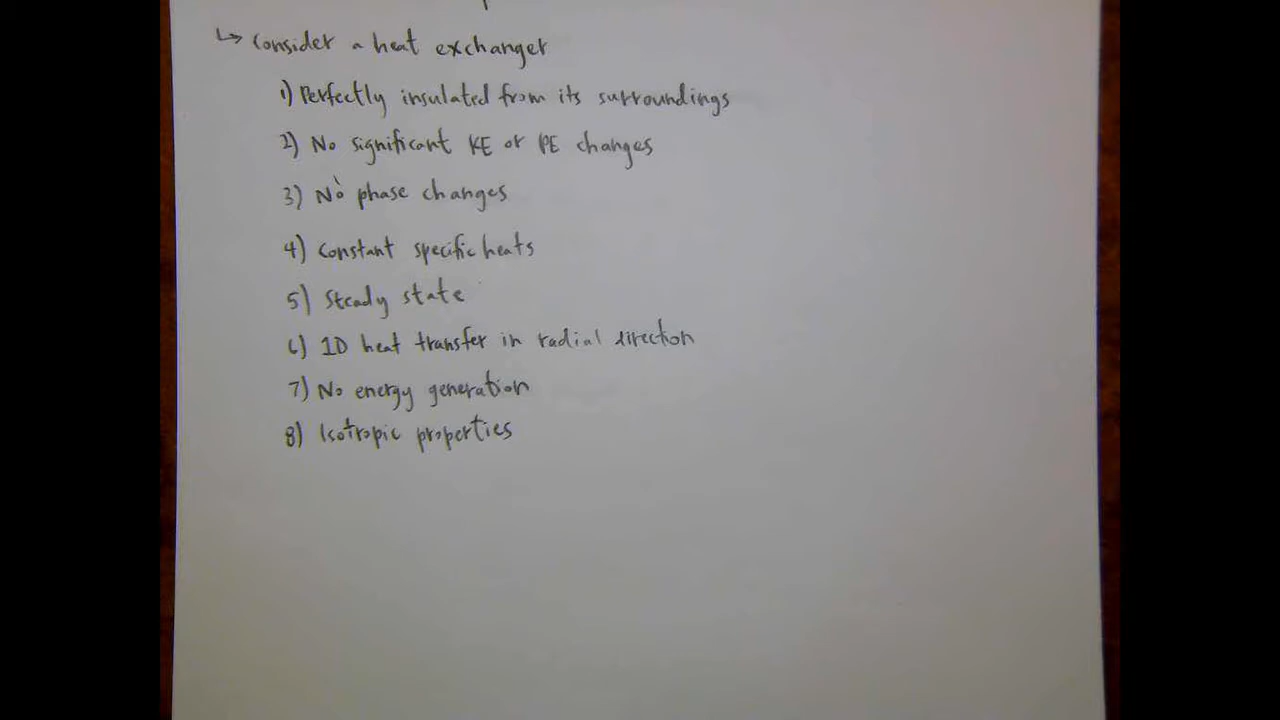 ↳ Consider a heat exchanger
1) Perfectly insulated from its surroundings
2) No significant KE or PE changes
3) No phase changes
4) Constant specific heats
5) Steady state
6) 1D heat transfer in radial direction
7) No energy generation
8) Isotropic properties